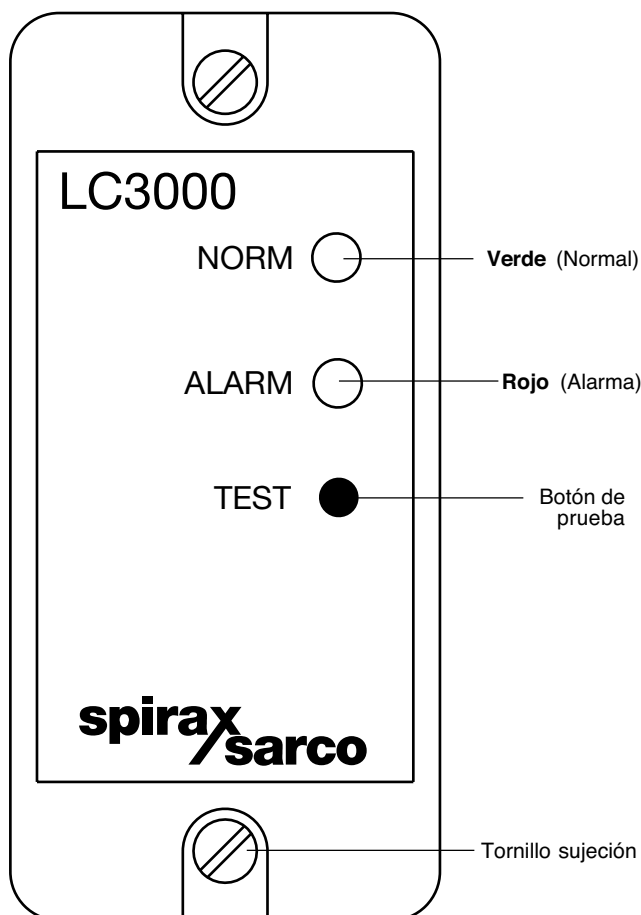 LC3000
NORM
Verde (Normal)
ALARM
Rojo (Alarma)
TEST
Botón de
prueba
spirax
sarco
Tornillo sujeción